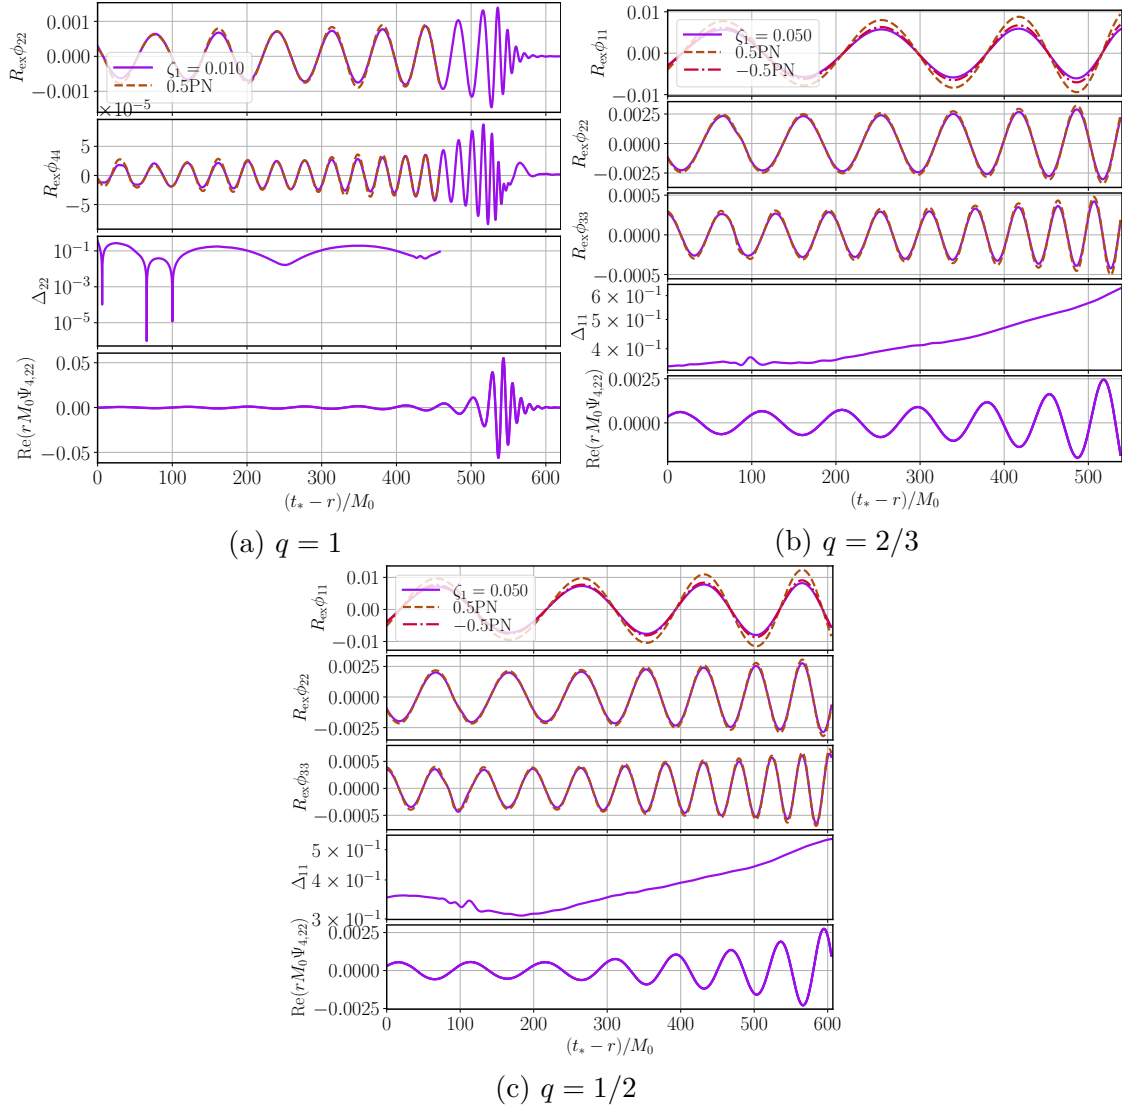 0.001
0.000
−0.001
R_ex ϕ_22
ζ_1 = 0.010
0.5PN
×10^−5
5
0
−5
R_ex ϕ_44
10^−1
10^−3
10^−5
Δ_22
0.05
0.00
−0.05
Re(rM_0Ψ_4,22)
0 100 200 300 400 500 600
(t_* − r)/M_0
(a) q = 1
0.01
0.00
−0.01
R_ex ϕ_11
ζ_1 = 0.050
0.5PN
−0.5PN
0.0025
0.0000
−0.0025
R_ex ϕ_22
0.0005
0.0000
−0.0005
R_ex ϕ_33
6 × 10^−1
5 × 10^−1
4 × 10^−1
Δ_11
0.0025
0.0000
Re(rM_0Ψ_4,22)
0 100 200 300 400 500
(t_* − r)/M_0
(b) q = 2/3
0.01
0.00
−0.01
R_ex ϕ_11
ζ_1 = 0.050
0.5PN
−0.5PN
0.0025
0.0000
−0.0025
R_ex ϕ_22
0.0005
0.0000
−0.0005
R_ex ϕ_33
5 × 10^−1
4 × 10^−1
3 × 10^−1
Δ_11
0.0025
0.0000
−0.0025
Re(rM_0Ψ_4,22)
0 100 200 300 400 500 600
(t_* − r)/M_0
(c) q = 1/2